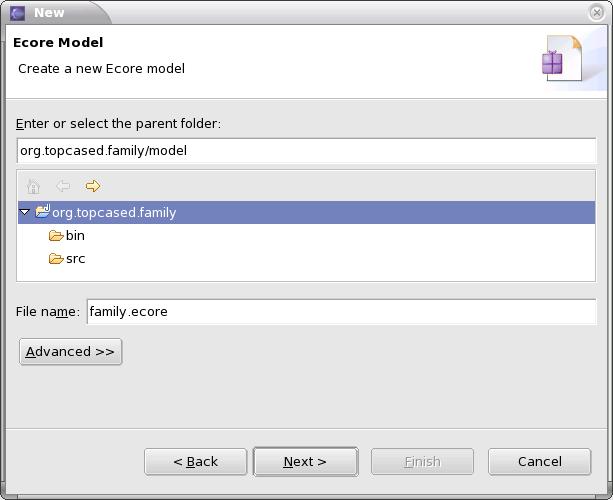 New
Ecore Model
Create a new Ecore model
Enter or select the parent folder:
org.topcased.family/model
org.topcased.family
bin
src
File name: family.ecore
Advanced >>
< Back Next > Finish Cancel